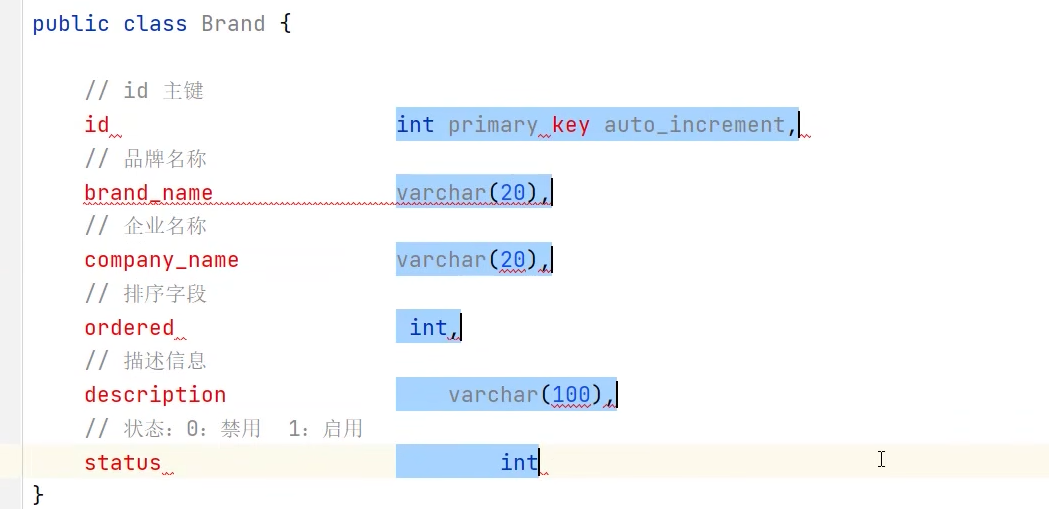 public class Brand {
// id 主键
id int primary key auto_increment,
// 品牌名称
brand_name varchar(20),
// 企业名称
company_name varchar(20),
// 排序字段
ordered int,
// 描述信息
description varchar(100),
// 状态：0：禁用 1：启用
status int
}